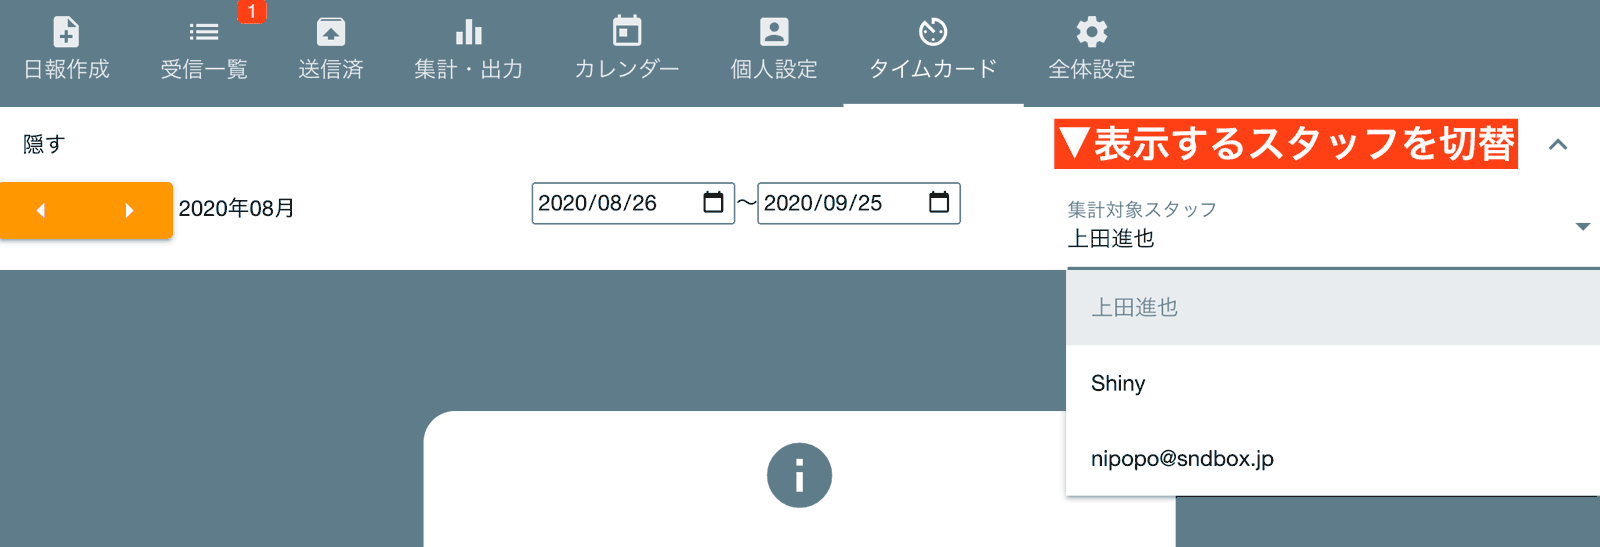 1
日報作成 受信一覧 送信済 集計・出力 カレンダー 個人設定 タイムカード 全体設定
隠す
▼表示するスタッフを切替
2020年08月 2020/08/26 ～ 2020/09/25
集計対象スタッフ
上田進也
上田進也
Shiny
nipopo@sndbox.jp